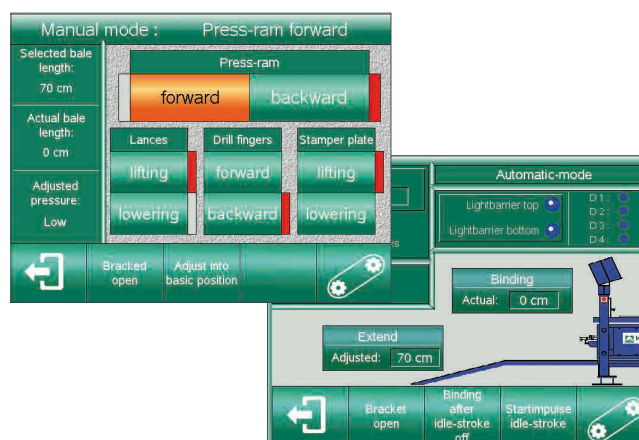 Manual mode : Press-ram forward
Selected bale
length:
70 cm
Actual bale
length:
0 cm
Adjusted
pressure:
Low
Press-ram
forward backward
Lances Drill fingers Stamper plate
lifting forward lifting
lowering backward lowering
Bracked
open
Adjust into
basic position
Automatic-mode
Lightbarrier top
Lightbarrier bottom
D1:
D2:
D3:
D4:
Binding
Actual: 0 cm
Extend
Adjusted: 70 cm
Bracket
open
Binding
after
idle-stroke
off
Startimpulse
idle-stroke